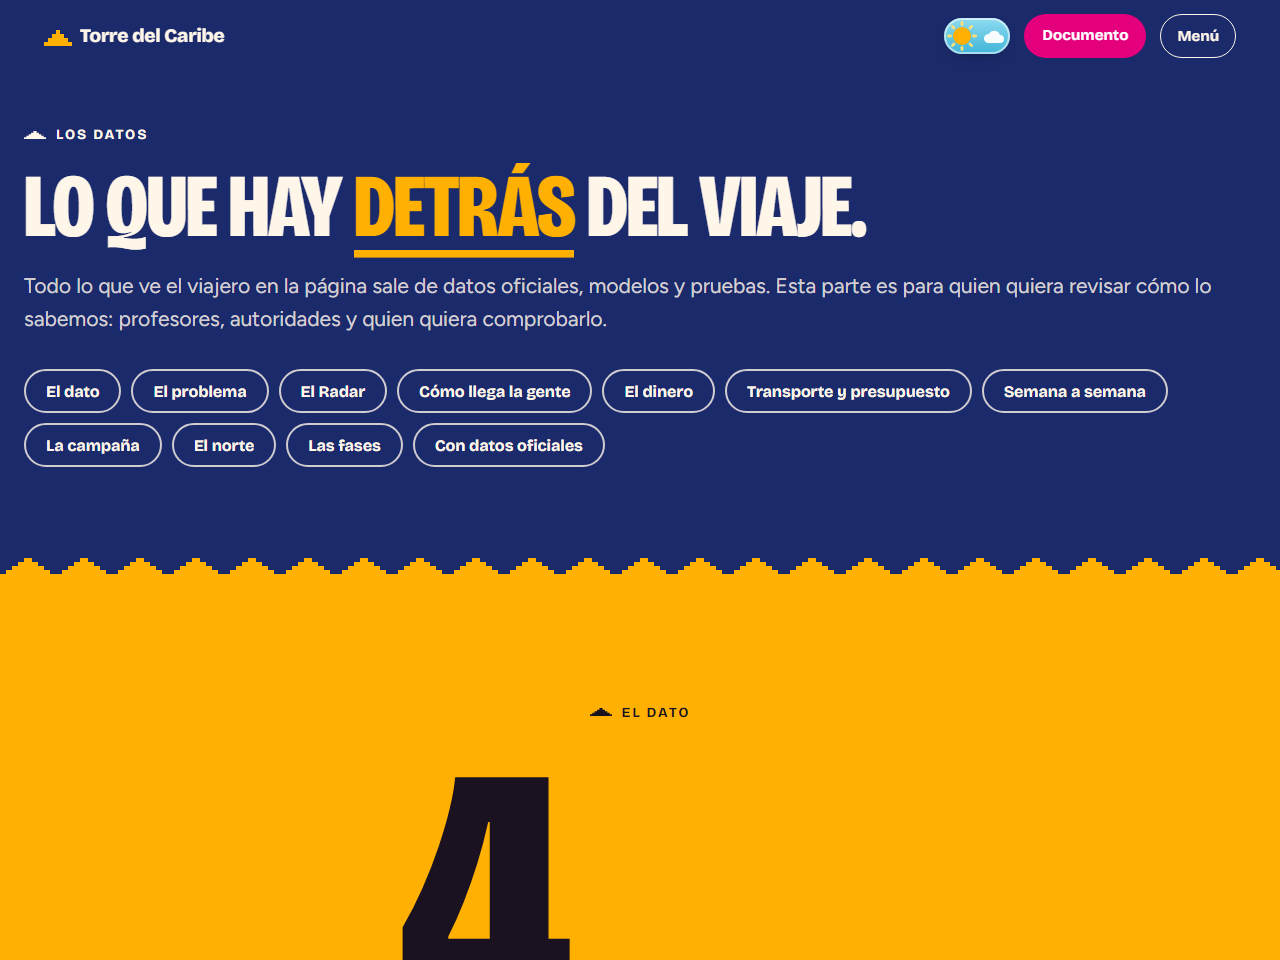 Torre del Caribe
Documento
Menú
LOS DATOS
LO QUE HAY DETRÁS DEL VIAJE.
Todo lo que ve el viajero en la página sale de datos oficiales, modelos y pruebas. Esta parte es para quien quiera revisar cómo lo
sabemos: profesores, autoridades y quien quiera comprobarlo.
El dato
El problema
El Radar
Cómo llega la gente
El dinero
Transporte y presupuesto
Semana a semana
La campaña
El norte
Las fases
Con datos oficiales
EL DATO
4